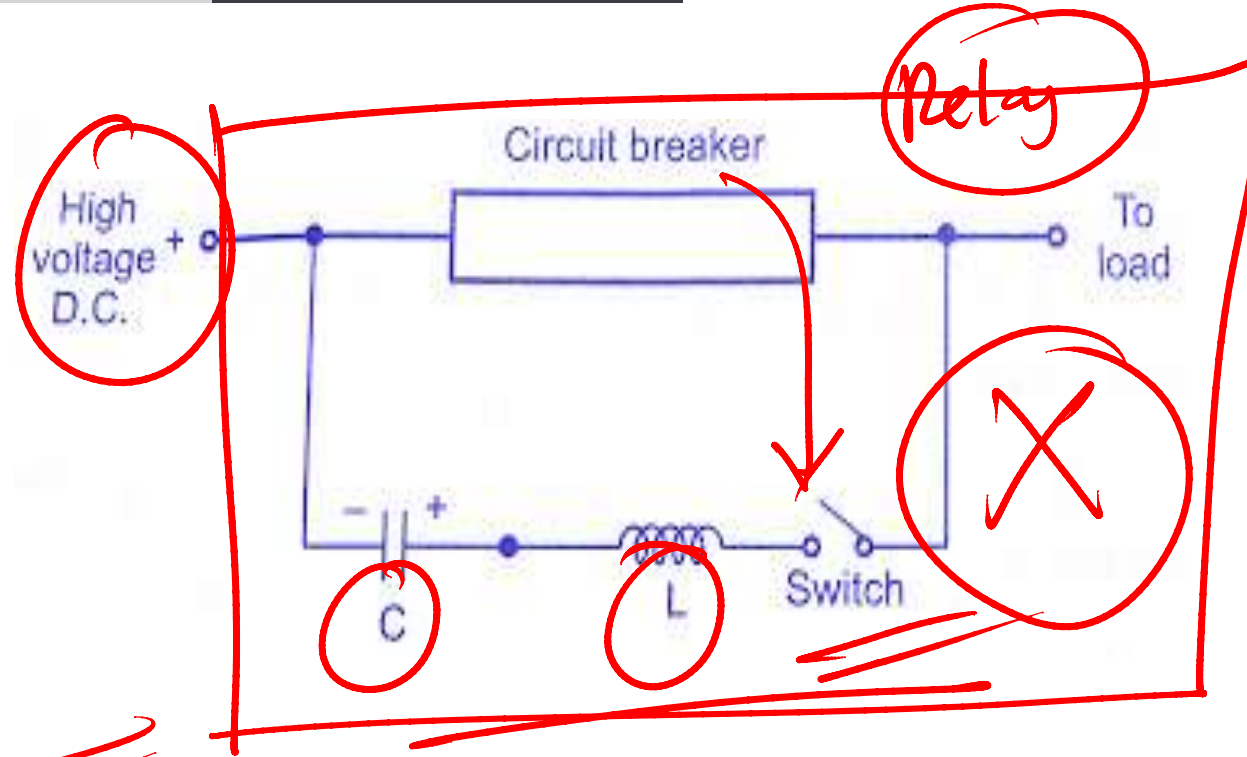 Relay
Circuit breaker
High
voltage +
D.C.
To
load
− +
C
L
Switch
X